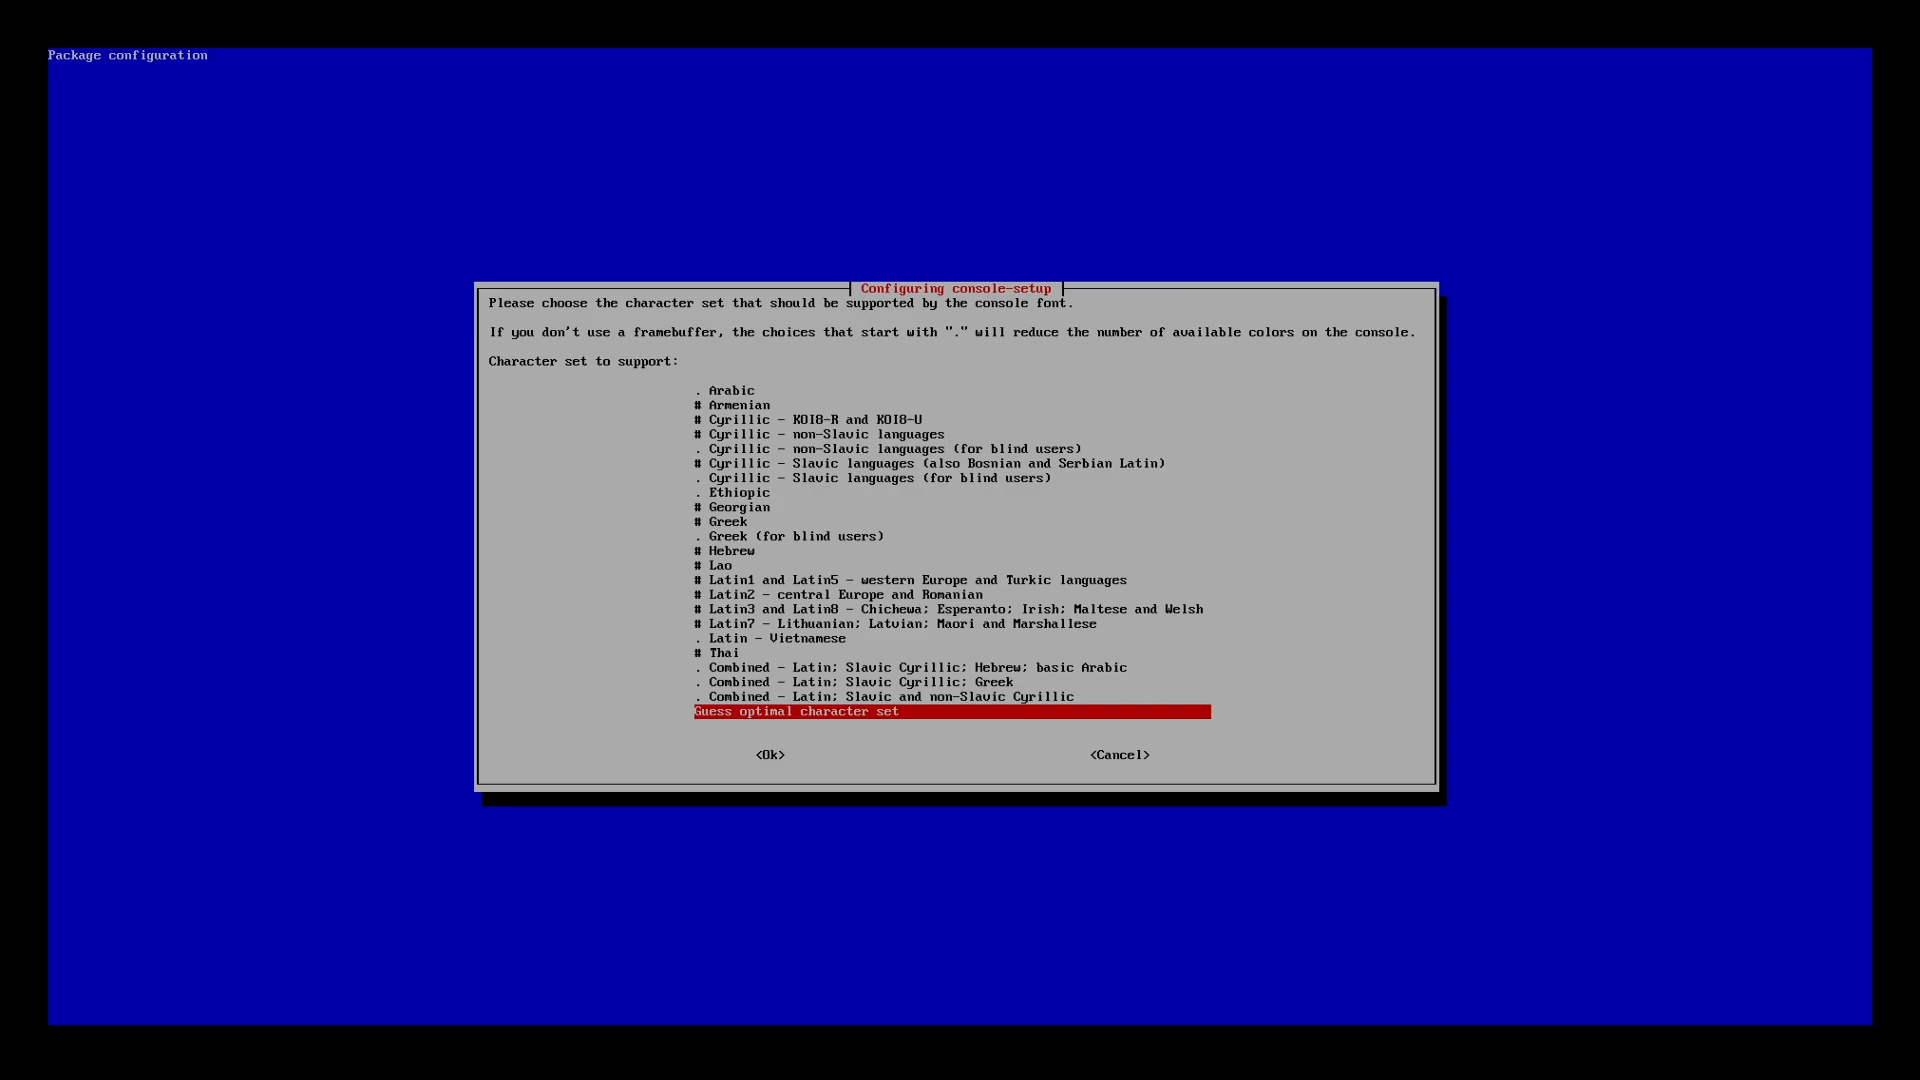 Package configuration
Configuring console-setup
Please choose the character set that should be supported by the console font.
If you don't use a framebuffer, the choices that start with "." will reduce the number of available colors on the console.
Character set to support:
. Arabic
# Armenian
# Cyrillic - KOI8-R and KOI8-U
# Cyrillic - non-Slavic languages
. Cyrillic - non-Slavic languages (for blind users)
# Cyrillic - Slavic languages (also Bosnian and Serbian Latin)
. Cyrillic - Slavic languages (for blind users)
. Ethiopic
# Georgian
# Greek
. Greek (for blind users)
# Hebrew
# Lao
# Latin1 and Latin5 - western Europe and Turkic languages
# Latin2 - central Europe and Romanian
# Latin3 and Latin8 - Chichewa; Esperanto; Irish; Maltese and Welsh
# Latin7 - Lithuanian; Latvian; Maori and Marshallese
. Latin - Vietnamese
# Thai
. Combined - Latin; Slavic Cyrillic; Hebrew; basic Arabic
. Combined - Latin; Slavic Cyrillic; Greek
. Combined - Latin; Slavic and non-Slavic Cyrillic
Guess optimal character set
<Ok> <Cancel>